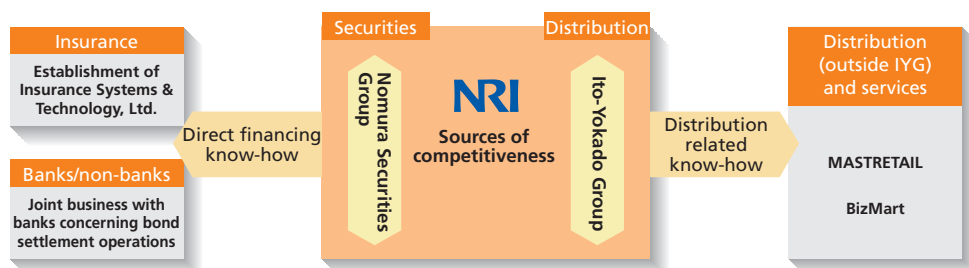 Insurance
Establishment of
Insurance Systems &
Technology, Ltd.
Banks/non-banks
Joint business with
banks concerning bond
settlement operations
Direct financing
know-how
Securities
Nomura Securities
Group
NRI
Sources of
competitiveness
Distribution
Ito-Yokado Group
Distribution
related
know-how
Distribution
(outside IYG)
and services
MASTRETAIL
BizMart